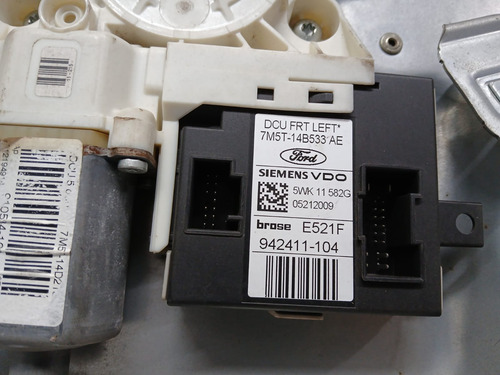 DCU FRT LEFT*
7M5T-14B533 AE
Ford
SIEMENS VDO
5WK 11 582G
05212009
brose E521F
942411-104